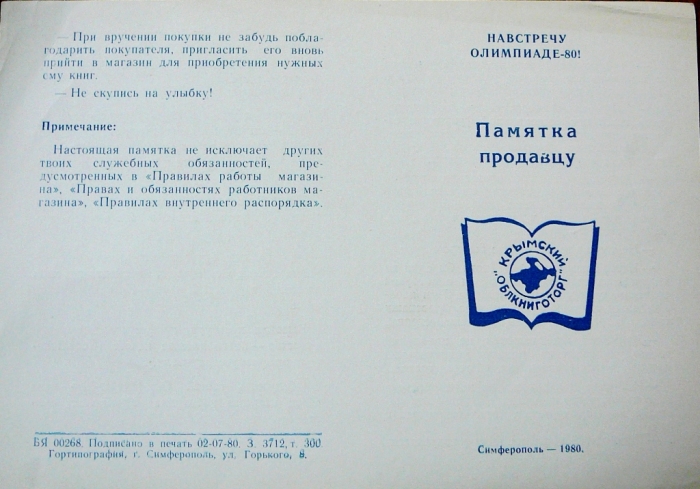 — При вручении покупки не забудь побла-
годарить покупателя, пригласить его вновь
прийти в магазин для приобретения нужных
ему книг.
— Не скупись на улыбку!
Примечание:
Настоящая памятка не исключает других
твоих служебных обязанностей, пре-
дусмотренных в «Правилах работы магази-
на», «Правах и обязанностях работников ма-
газина», «Правилах внутреннего распорядка».
БЯ 00268. Подписано в печать 02-07-80. З. 3712, т. 300
Гортипография, г. Симферополь, ул. Горького, 8.
НАВСТРЕЧУ
ОЛИМПИАДЕ-80!
Памятка
продавцу
КРЫМСКИЙ
"ОБЛКНИГОТОРГ"
Симферополь — 1980.